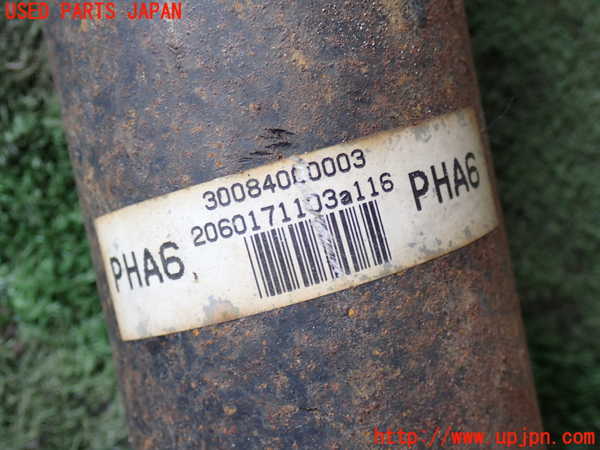 USED PARTS JAPAN
PHA6
2060171103a116
PHA6
http://www.upjpn.com/